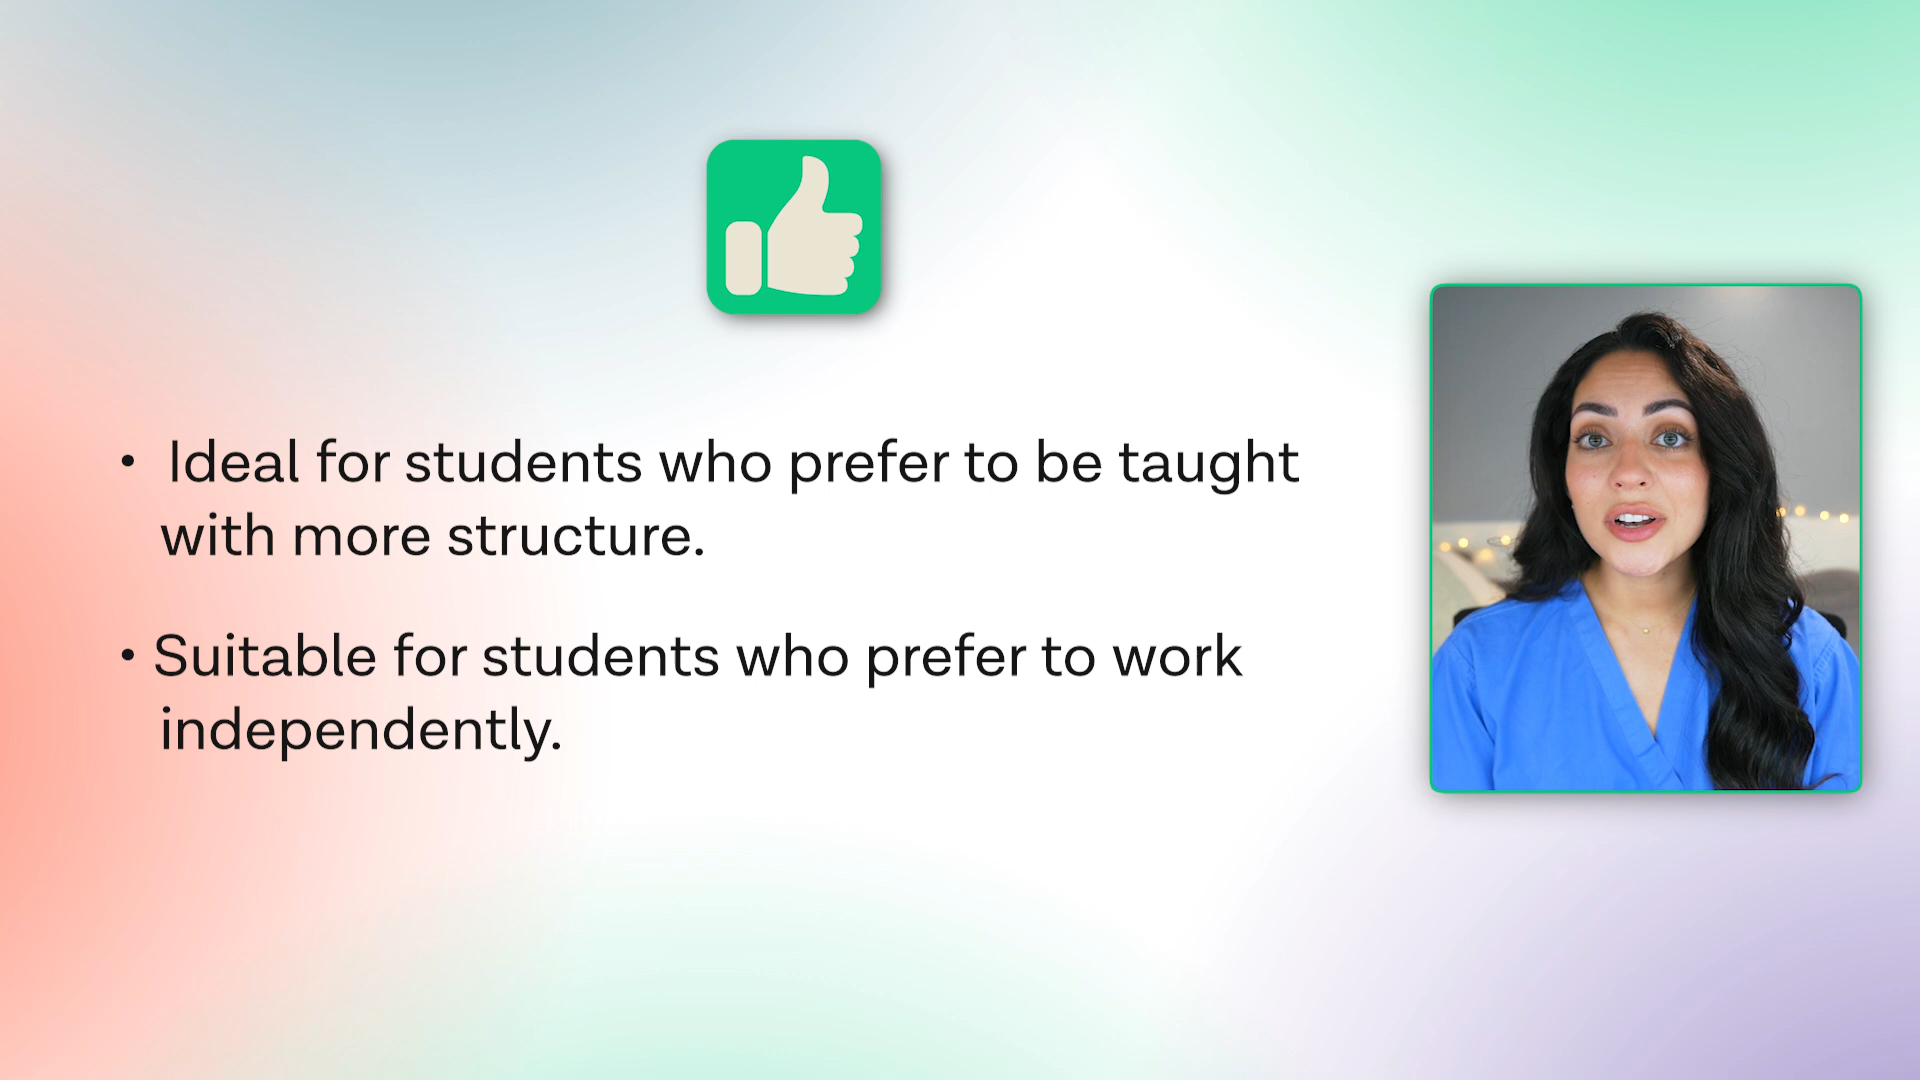 • Ideal for students who prefer to be taught
with more structure.
• Suitable for students who prefer to work
independently.